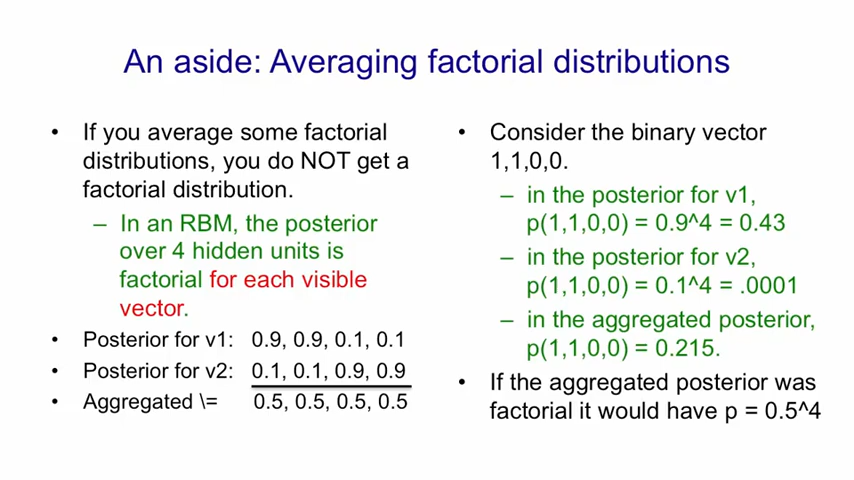 An aside: Averaging factorial distributions
• If you average some factorial
distributions, you do NOT get a
factorial distribution.
– In an RBM, the posterior
over 4 hidden units is
factorial for each visible
vector.
• Posterior for v1: 0.9, 0.9, 0.1, 0.1
• Posterior for v2: 0.1, 0.1, 0.9, 0.9
• Aggregated \= 0.5, 0.5, 0.5, 0.5
• Consider the binary vector
1,1,0,0.
– in the posterior for v1,
p(1,1,0,0) = 0.9^4 = 0.43
– in the posterior for v2,
p(1,1,0,0) = 0.1^4 = .0001
– in the aggregated posterior,
p(1,1,0,0) = 0.215.
• If the aggregated posterior was
factorial it would have p = 0.5^4